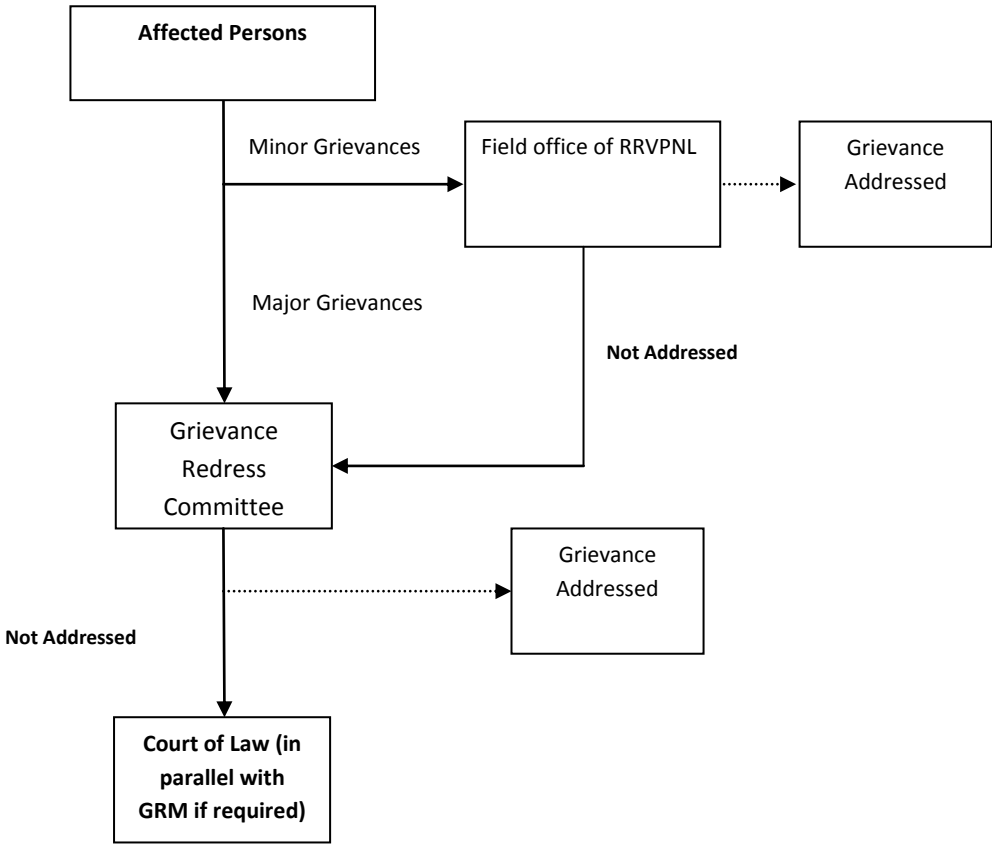 Affected Persons
Minor Grievances
Field office of RRVPNL
Grievance
Addressed
Major Grievances
Not Addressed
Grievance
Redress
Committee
Grievance
Addressed
Not Addressed
Court of Law (in
parallel with
GRM if required)